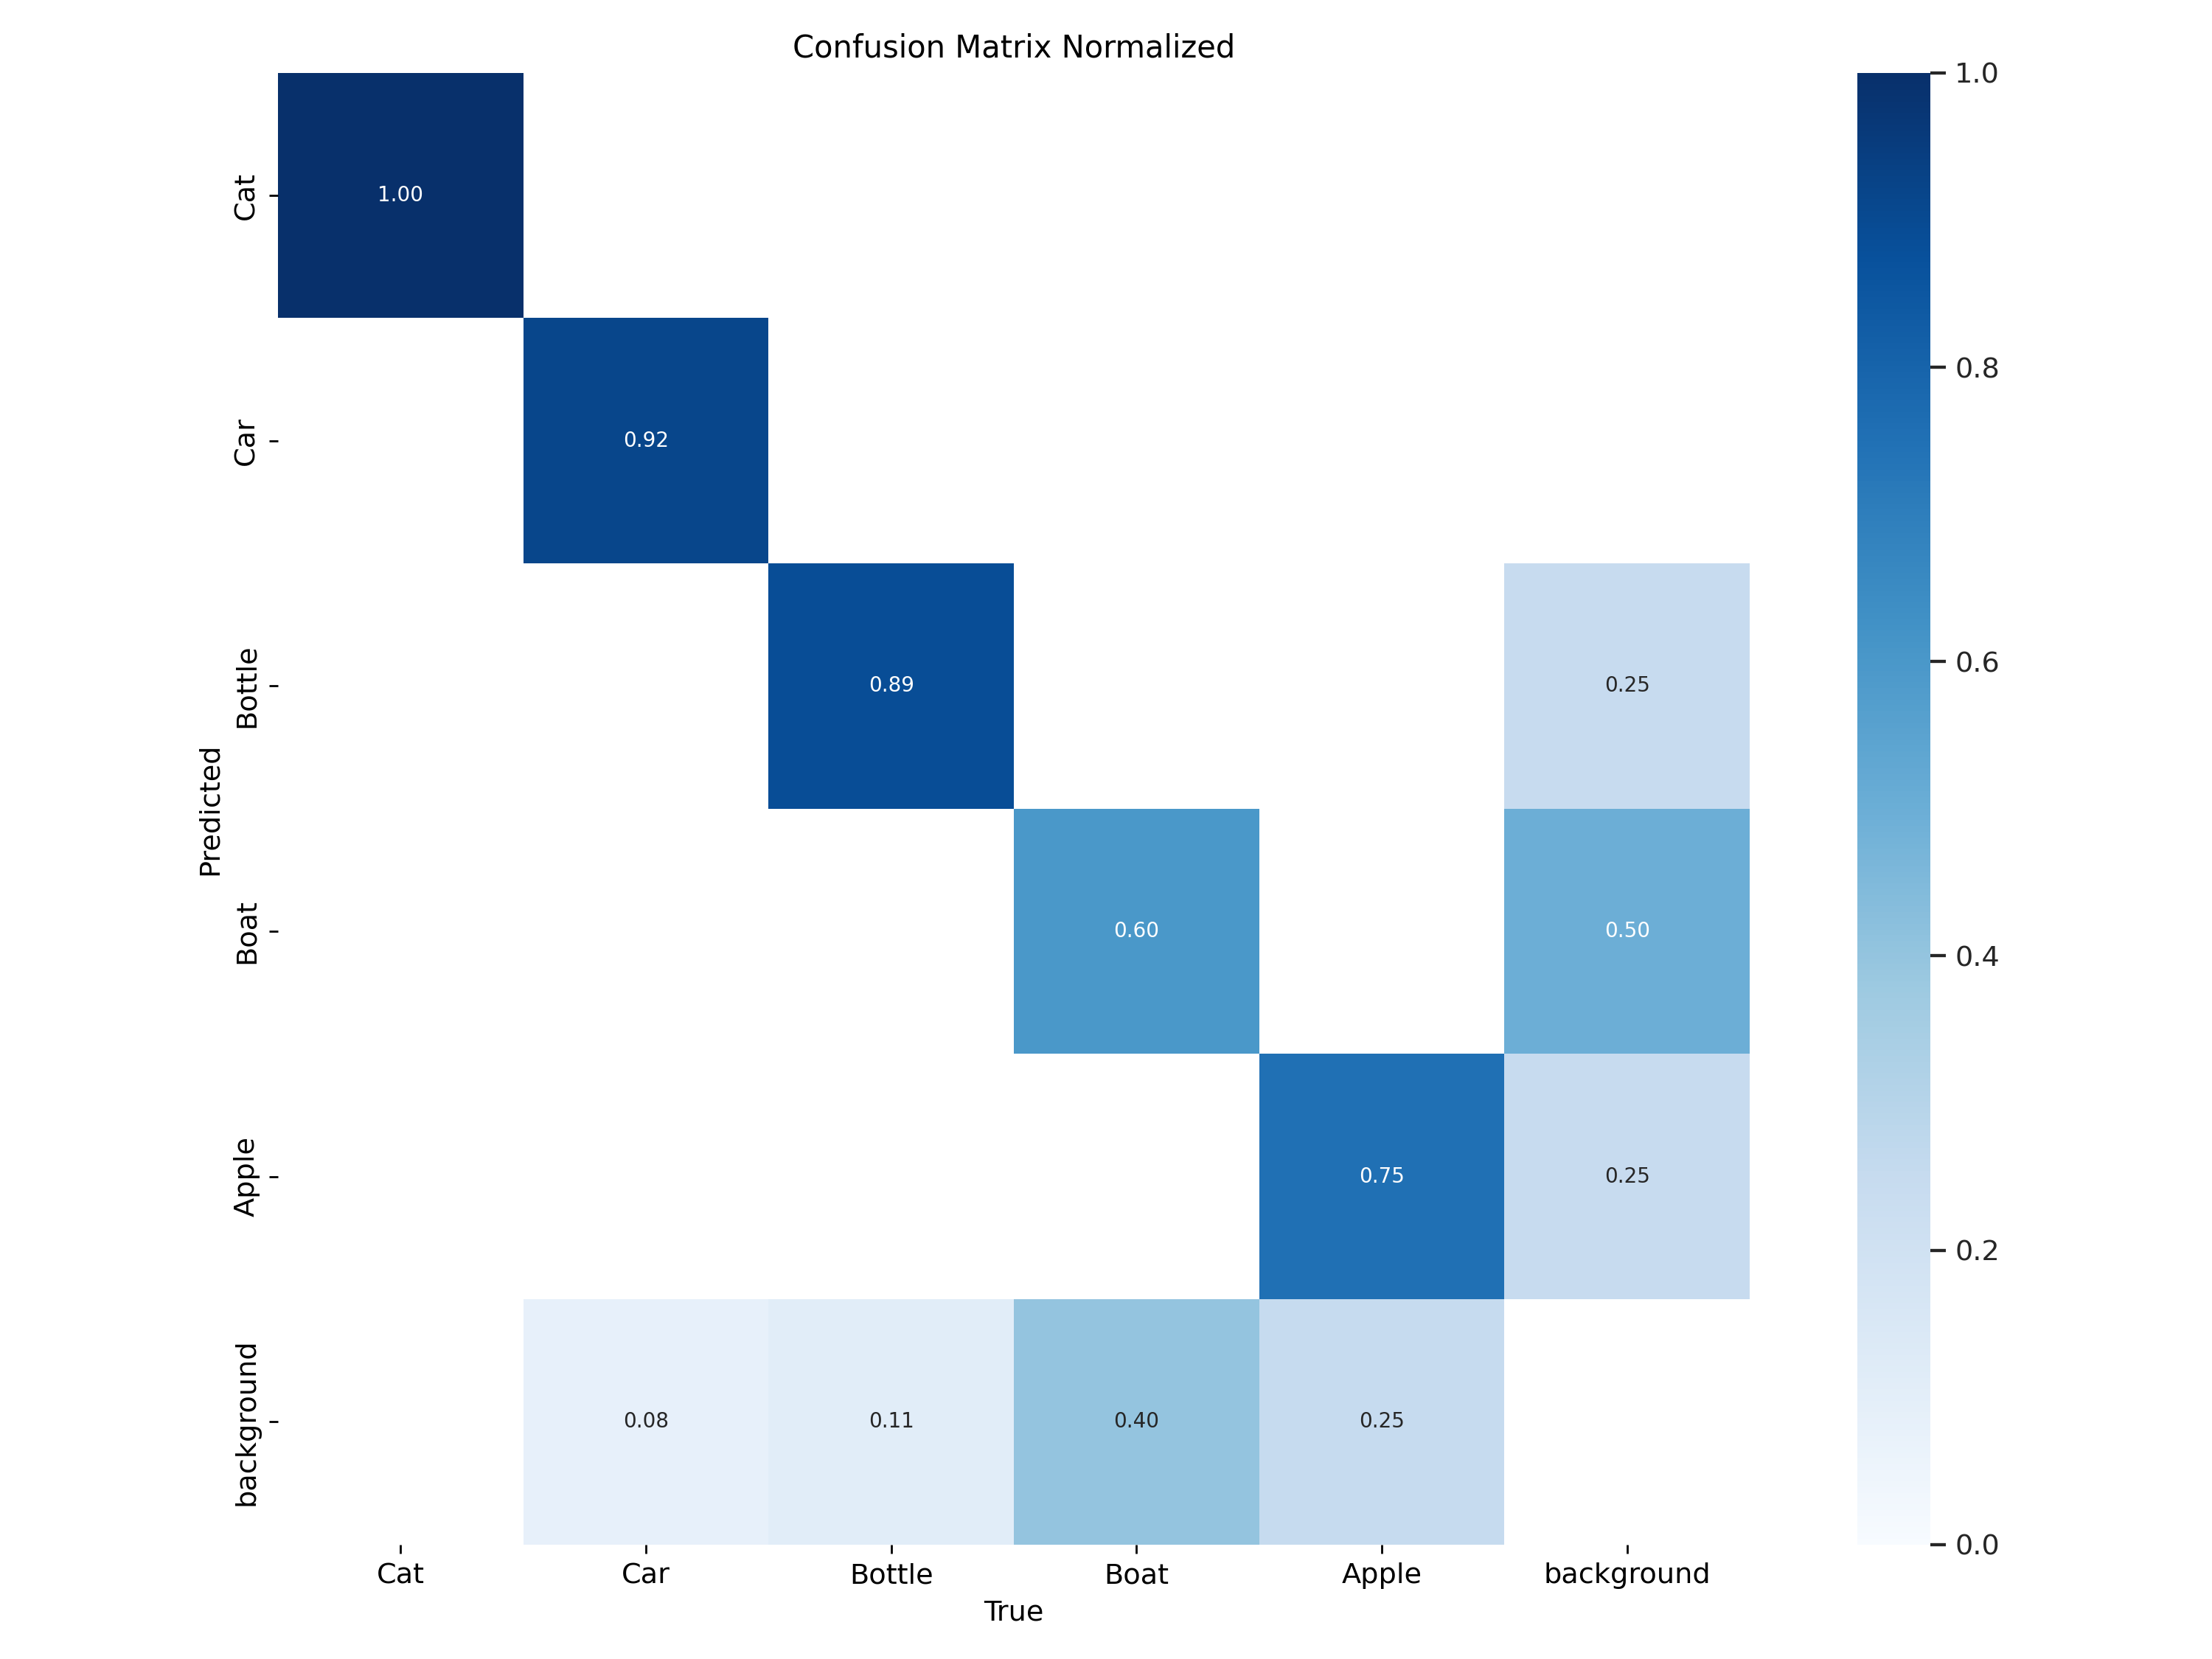 Confusion Matrix Normalized
Cat
1.00
Car
0.92
Bottle
0.89
0.25
Boat
0.60
0.50
Apple
0.75
0.25
background
0.08
0.11
0.40
0.25
Predicted
Cat
Car
Bottle
Boat
Apple
background
True
1.0
0.8
0.6
0.4
0.2
0.0